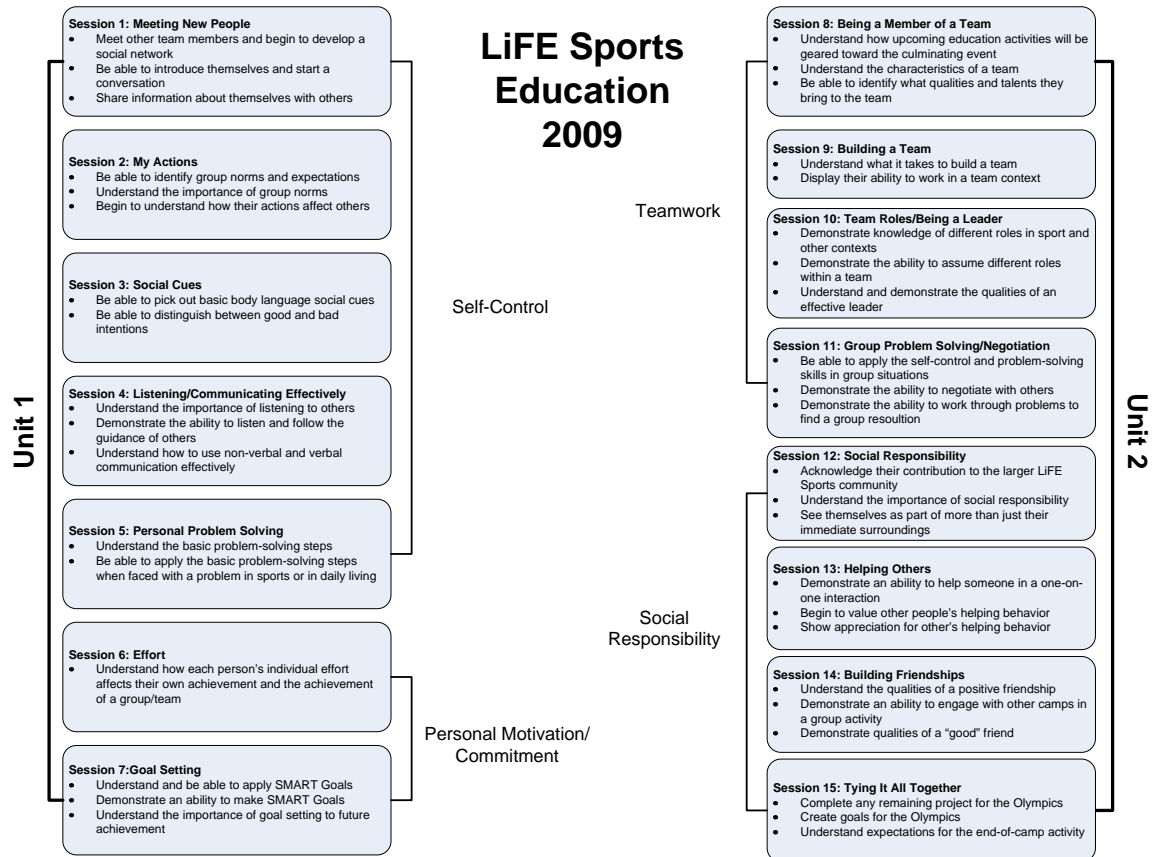 LiFE Sports
Education
2009
Unit 1
Session 1: Meeting New People
• Meet other team members and begin to develop a
social network
• Be able to introduce themselves and start a
conversation
• Share information about themselves with others
Session 2: My Actions
• Be able to identify group norms and expectations
• Understand the importance of group norms
• Begin to understand how their actions affect others
Session 3: Social Cues
• Be able to pick out basic body language social cues
• Be able to distinguish between good and bad
intentions
Session 4: Listening/Communicating Effectively
• Understand the importance of listening to others
• Demonstrate the ability to listen and follow the
guidance of others
• Understand how to use non-verbal and verbal
communication effectively
Session 5: Personal Problem Solving
• Understand the basic problem-solving steps
• Be able to apply the basic problem-solving steps
when faced with a problem in sports or in daily living
Self-Control
Session 6: Effort
• Understand how each person's individual effort
affects their own achievement and the achievement
of a group/team
Session 7:Goal Setting
• Understand and be able to apply SMART Goals
• Demonstrate an ability to make SMART Goals
• Understand the importance of goal setting to future
achievement
Personal Motivation/
Commitment
Unit 2
Session 8: Being a Member of a Team
• Understand how upcoming education activities will be
geared toward the culminating event
• Understand the characteristics of a team
• Be able to identify what qualities and talents they
bring to the team
Session 9: Building a Team
• Understand what it takes to build a team
• Display their ability to work in a team context
Session 10: Team Roles/Being a Leader
• Demonstrate knowledge of different roles in sport and
other contexts
• Demonstrate the ability to assume different roles
within a team
• Understand and demonstrate the qualities of an
effective leader
Session 11: Group Problem Solving/Negotiation
• Be able to apply the self-control and problem-solving
skills in group situations
• Demonstrate the ability to negotiate with others
• Demonstrate the ability to work through problems to
find a group resoultion
Teamwork
Session 12: Social Responsibility
• Acknowledge their contribution to the larger LiFE
Sports community
• Understand the importance of social responsibility
• See themselves as part of more than just their
immediate surroundings
Session 13: Helping Others
• Demonstrate an ability to help someone in a one-on-
one interaction
• Begin to value other people's helping behavior
• Show appreciation for other's helping behavior
Session 14: Building Friendships
• Understand the qualities of a positive friendship
• Demonstrate an ability to engage with other camps in
a group activity
• Demonstrate qualities of a “good” friend
Session 15: Tying It All Together
• Complete any remaining project for the Olympics
• Create goals for the Olympics
• Understand expectations for the end-of-camp activity
Social
Responsibility